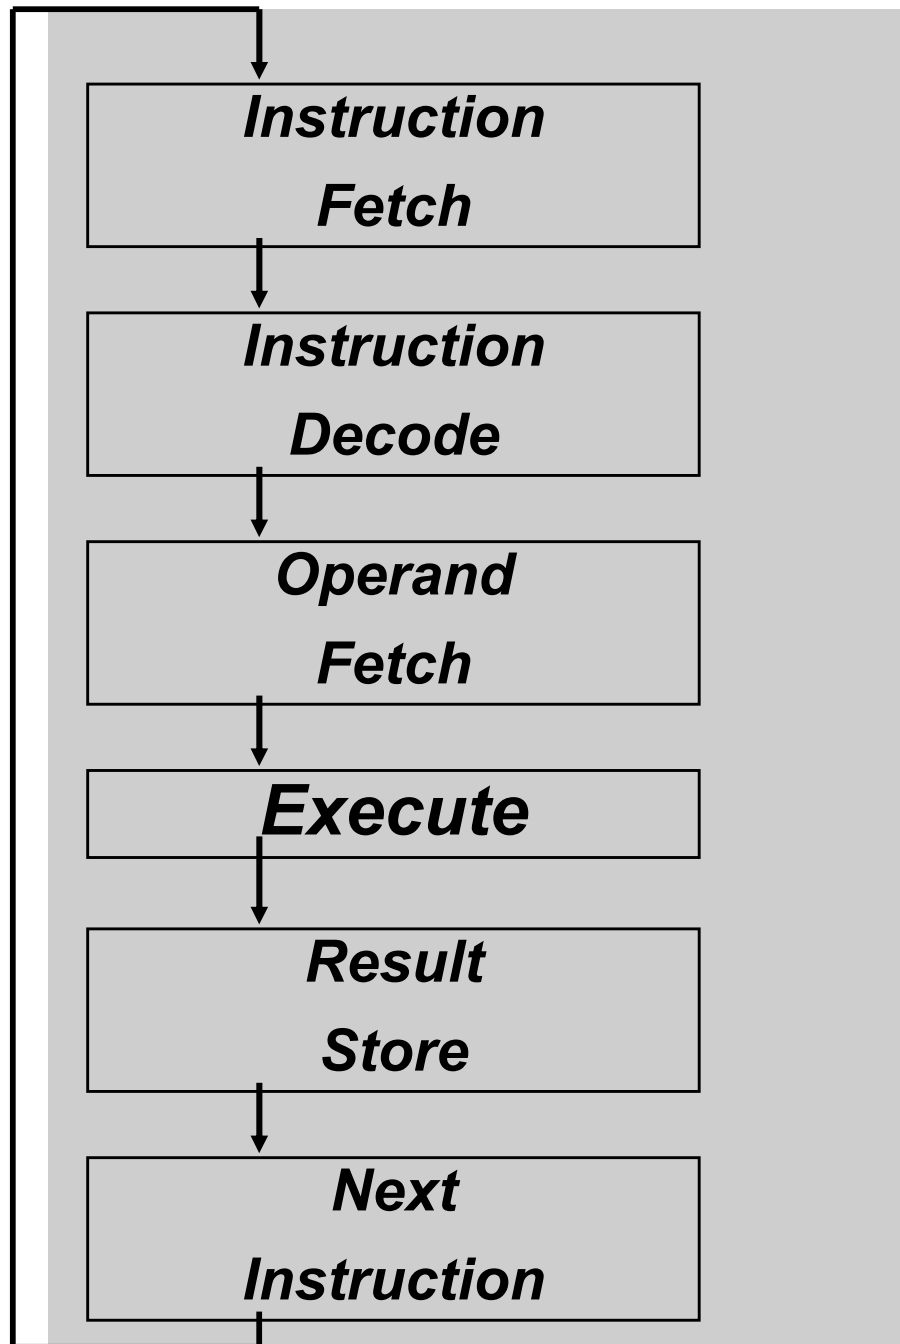 Instruction
Fetch
Instruction
Decode
Operand
Fetch
Execute
Result
Store
Next
Instruction